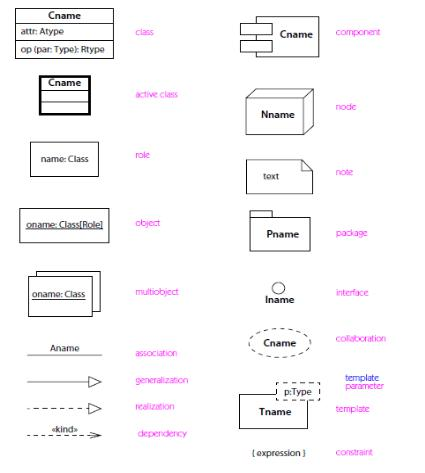 Cname
attr: Atype
op (par: Type): Rtype
class
Cname
active class
name: Class
role
oname: Class[Role]
object
oname: Class
multiobject
Aname
association
generalization
realization
«kind»
dependency
Cname
component
Nname
node
text
note
Pname
package
Iname
interface
Cname
collaboration
template
parameter
p:Type
Tname
template
{ expression }
constraint